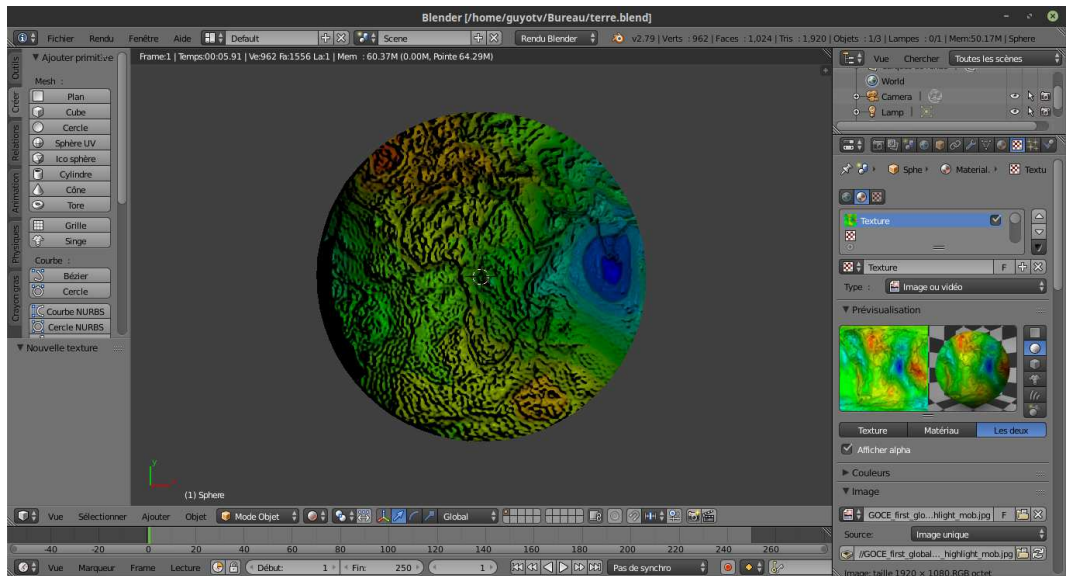 Blender [/home/guyotv/Bureau/terre.blend]
Fichier Rendu Fenêtre Aide Default Scene Rendu Blender v2.79 | Verts : 962 | Faces : 1,024 | Tris : 1,920 | Objets : 1/3 | Lampes : 0/1 | Mem:50.17M | Sphere
Frame:1 | Temps:00:05.91 | Ve:962 Fa:1556 La:1 | Mem : 60.37M (0.00M, Pointe 64.29M)
Outils
Créer
Relations
Animation
Physiques
Crayon gras
Ajouter primitive
Mesh :
Plan
Cube
Cercle
Sphère UV
Ico sphère
Cylindre
Cône
Tore
Grille
Singe
Courbe :
Bézier
Cercle
Courbe NURBS
Cercle NURBS
Nouvelle texture
y
(1) Sphere
Vue Sélectionner Ajouter Objet Mode Objet Global
-40 -20 0 20 40 60 80 100 120 140 160 180 200 220 240 260
Vue Marqueur Frame Lecture Début: 1 Fin: 250 1 Pas de synchro
Vue Chercher Toutes les scènes
World
Camera
Lamp
Sphe Material. Textu
Texture
Texture F
Type : Image ou vidéo
Prévisualisation
Texture Matériau Les deux
Afficher alpha
Couleurs
Image
GOCE_first_glo...hlight_mob.jpg F
Source: Image unique
//GOCE_first_global..._highlight_mob.jpg
Image: taille 1920 × 1080,RGB octet